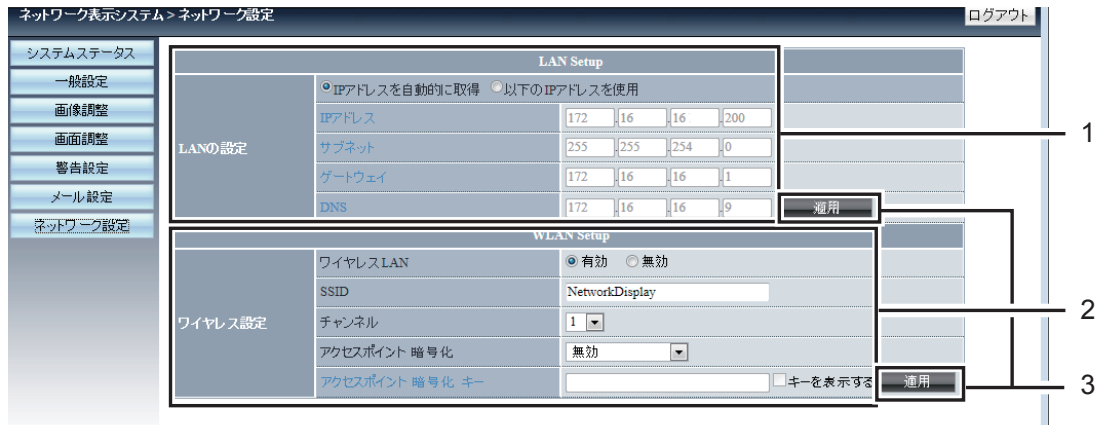 ネットワーク表示システム > ネットワーク設定
ログアウト
システムステータス
一般設定
画像調整
画面調整
警告設定
メール設定
ネットワーク設定
LAN Setup
LANの設定
IPアドレスを自動的に取得 以下のIPアドレスを使用
IPアドレス 172 .16 .16 .200
サブネット 255 .255 .254 .0
ゲートウェイ 172 .16 .16 .1
DNS 172 .16 .16 .9 適用
WLAN Setup
ワイヤレス設定
ワイヤレスLAN 有効 無効
SSID NetworkDisplay
チャンネル 1
アクセスポイント 暗号化 無効
アクセスポイント 暗号化 キー キーを表示する 適用
1
2
3